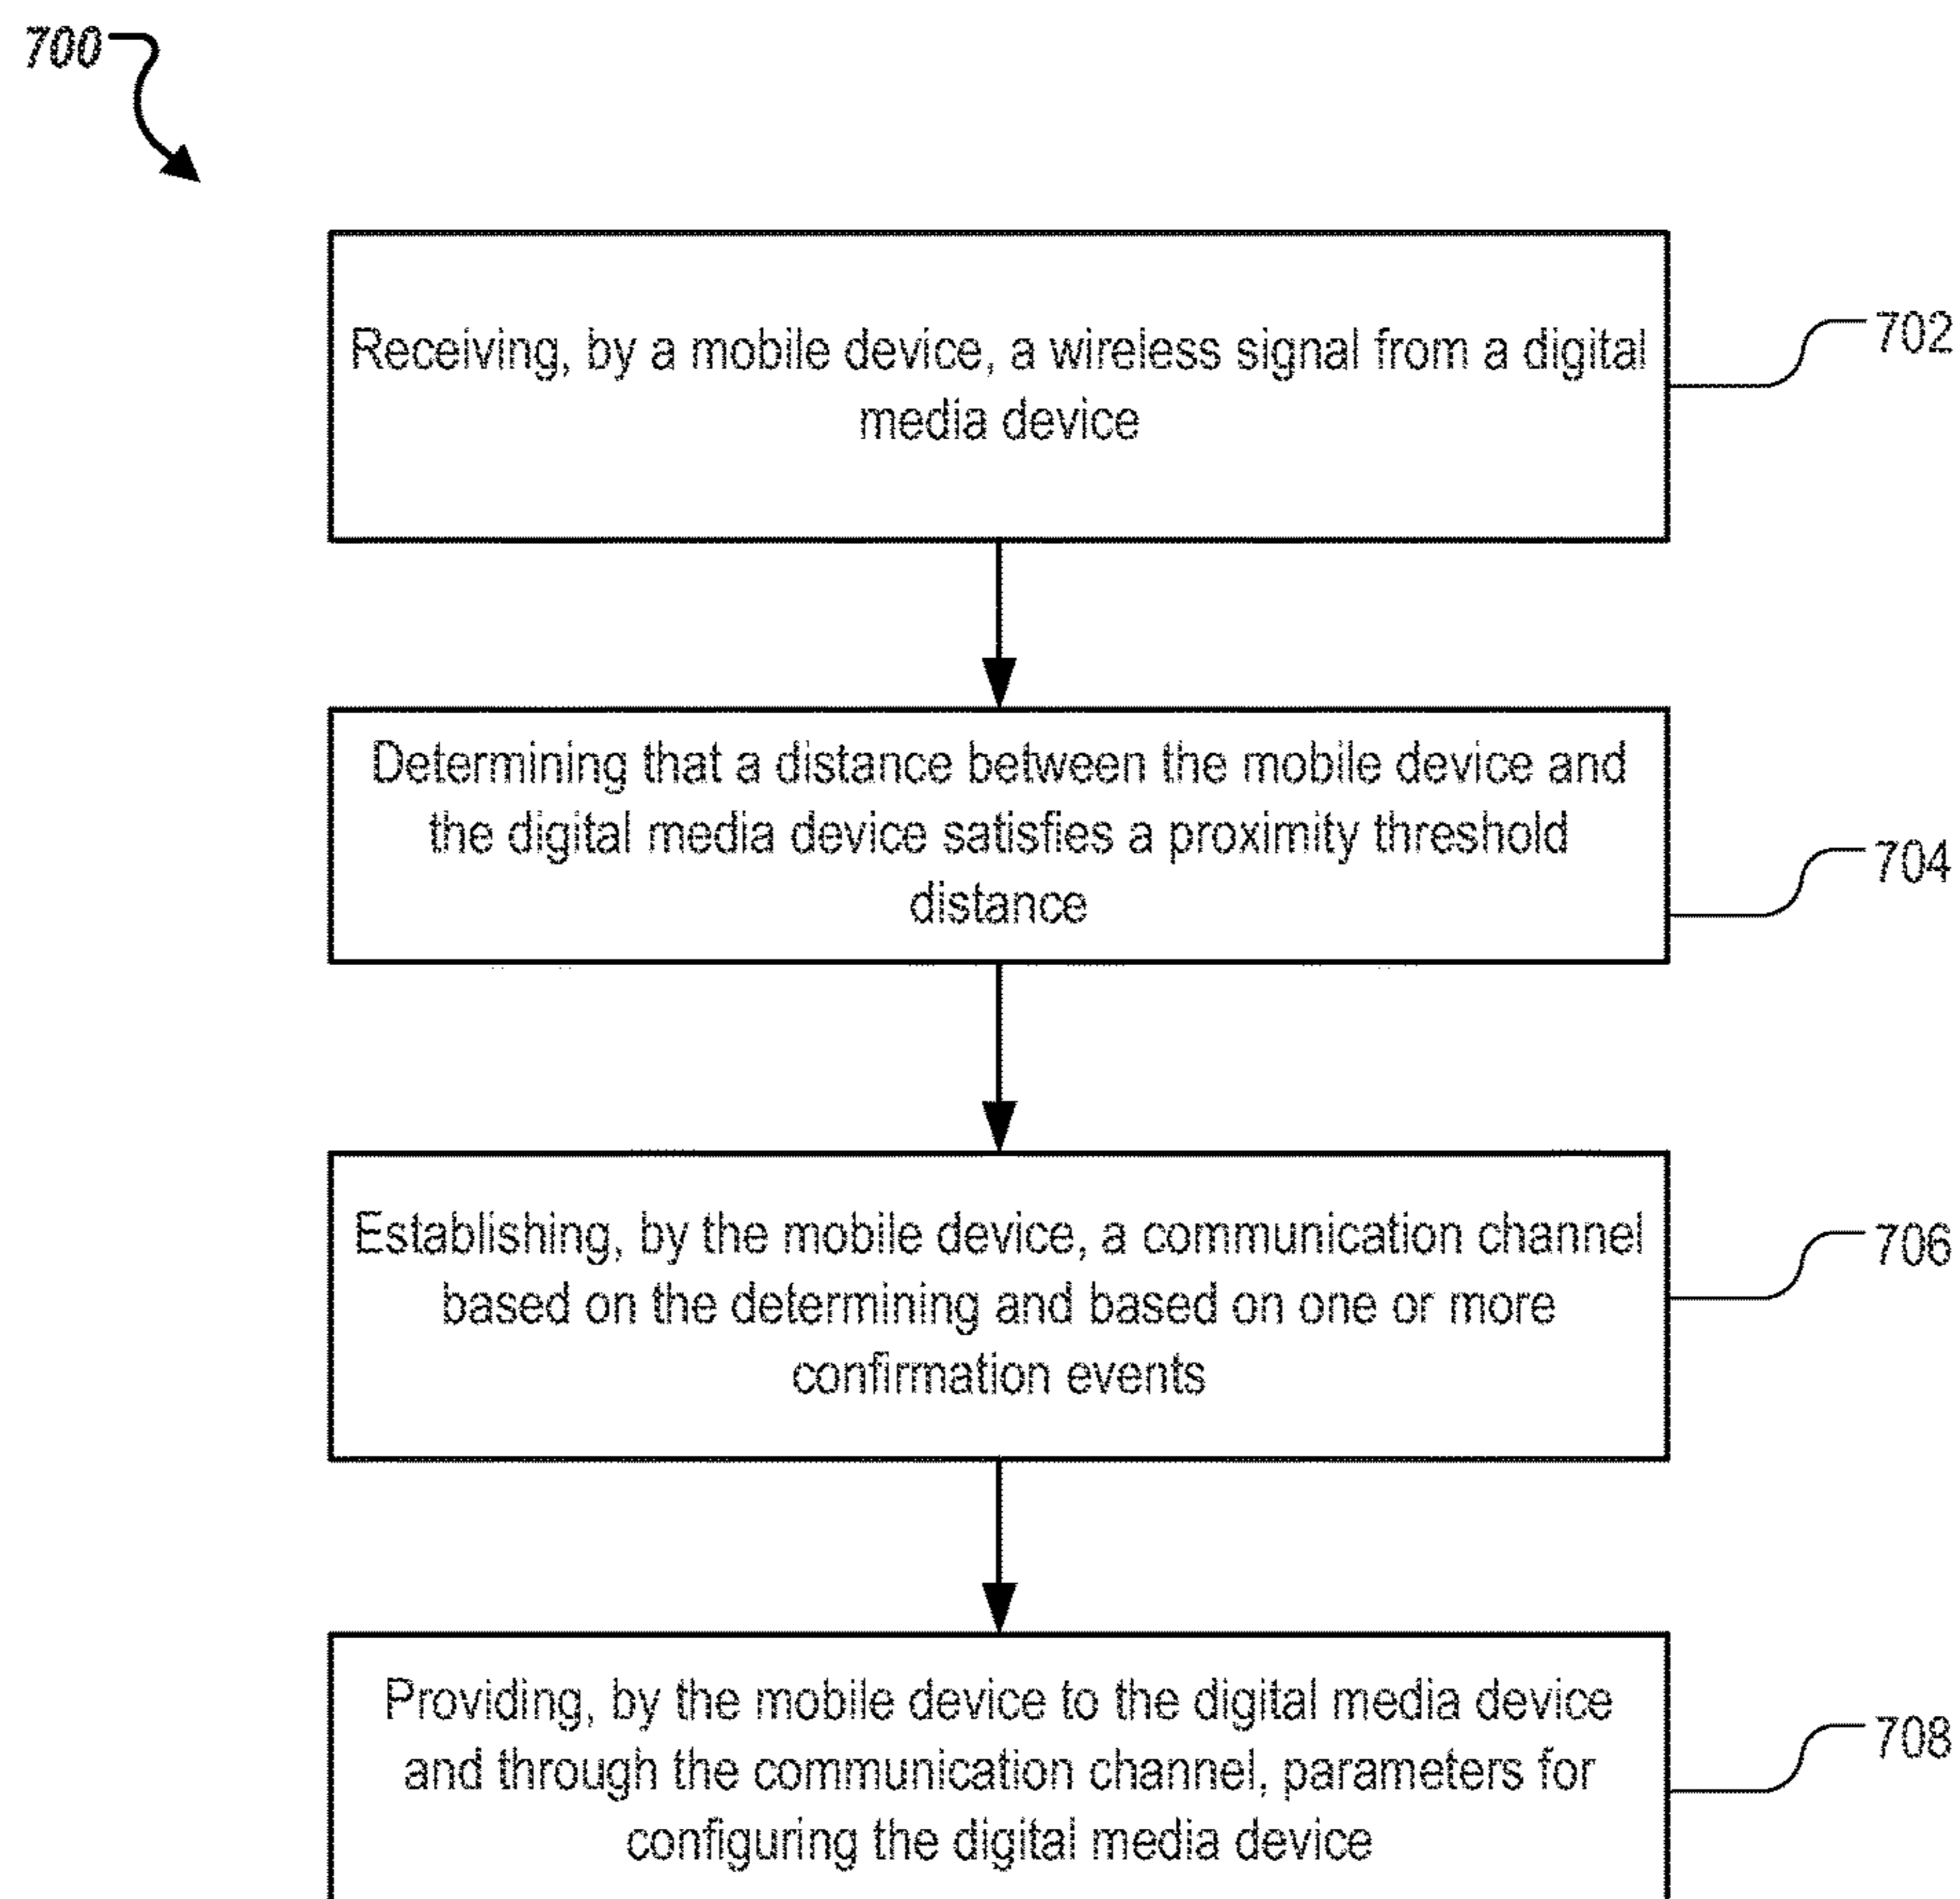 700
Receiving, by a mobile device, a wireless signal from a digital
media device
702
Determining that a distance between the mobile device and
the digital media device satisfies a proximity threshold
distance
704
Establishing, by the mobile device, a communication channel
based on the determining and based on one or more
confirmation events
706
Providing, by the mobile device to the digital media device
and through the communication channel, parameters for
configuring the digital media device
708